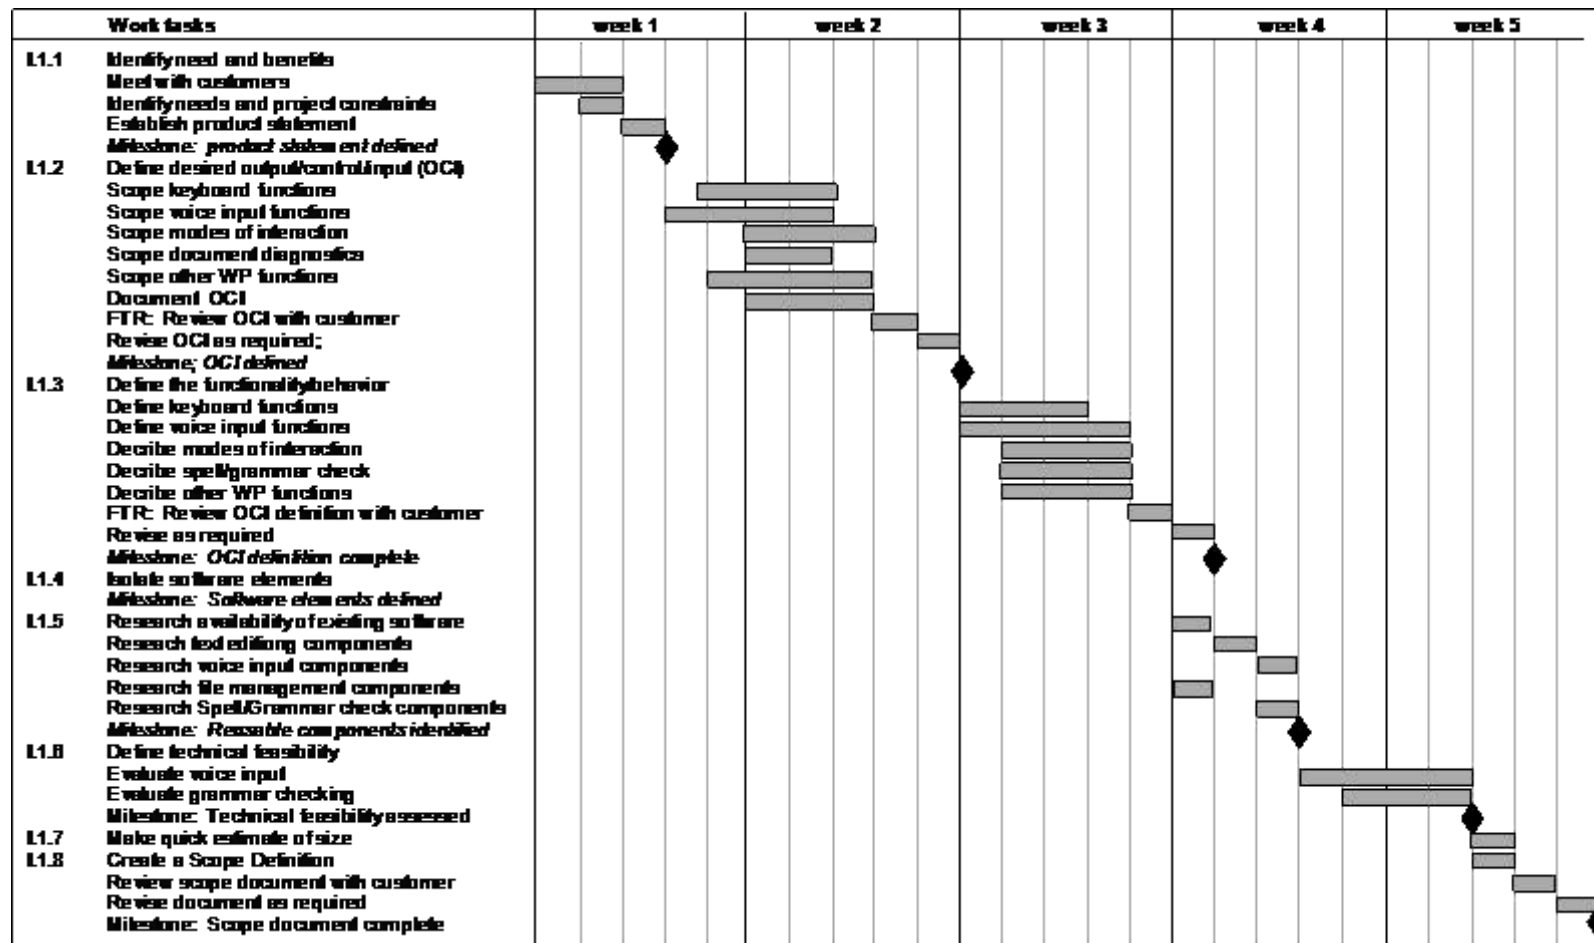 Work tasks week 1 week 2 week 3 week 4 week 5
I.1.1 Identify need and benefits
Meet with customers
Identify needs and project constraints
Establish product statement
Milestone: product statement defined
I.1.2 Define desired output/control/input (OCI)
Scope keyboard functions
Scope voice input functions
Scope modes of interaction
Scope document diagnostics
Scope other WP functions
Document OCI
FTR: Review OCI with customer
Revise OCI as required;
Milestone; OCI defined
I.1.3 Define the functionality/behavior
Define keyboard functions
Define voice input functions
Decribe modes of interaction
Decribe spell/grammar check
Decribe other WP functions
FTR: Review OCI definition with customer
Revise as required
Milestone: OCI definition complete
I.1.4 Isolate software elements
Milestone: Software elements defined
I.1.5 Research availability of existing software
Reseach text editiong components
Research voice input components
Research file management components
Research Spell/Grammar check components
Milestone: Reusable components identified
I.1.6 Define technical feasibility
Evaluate voice input
Evaluate grammar checking
Milestone: Technical feasibility assessed
I.1.7 Make quick estimate of size
I.1.8 Create a Scope Definition
Review scope document with customer
Revise document as required
Milestone: Scope document complete